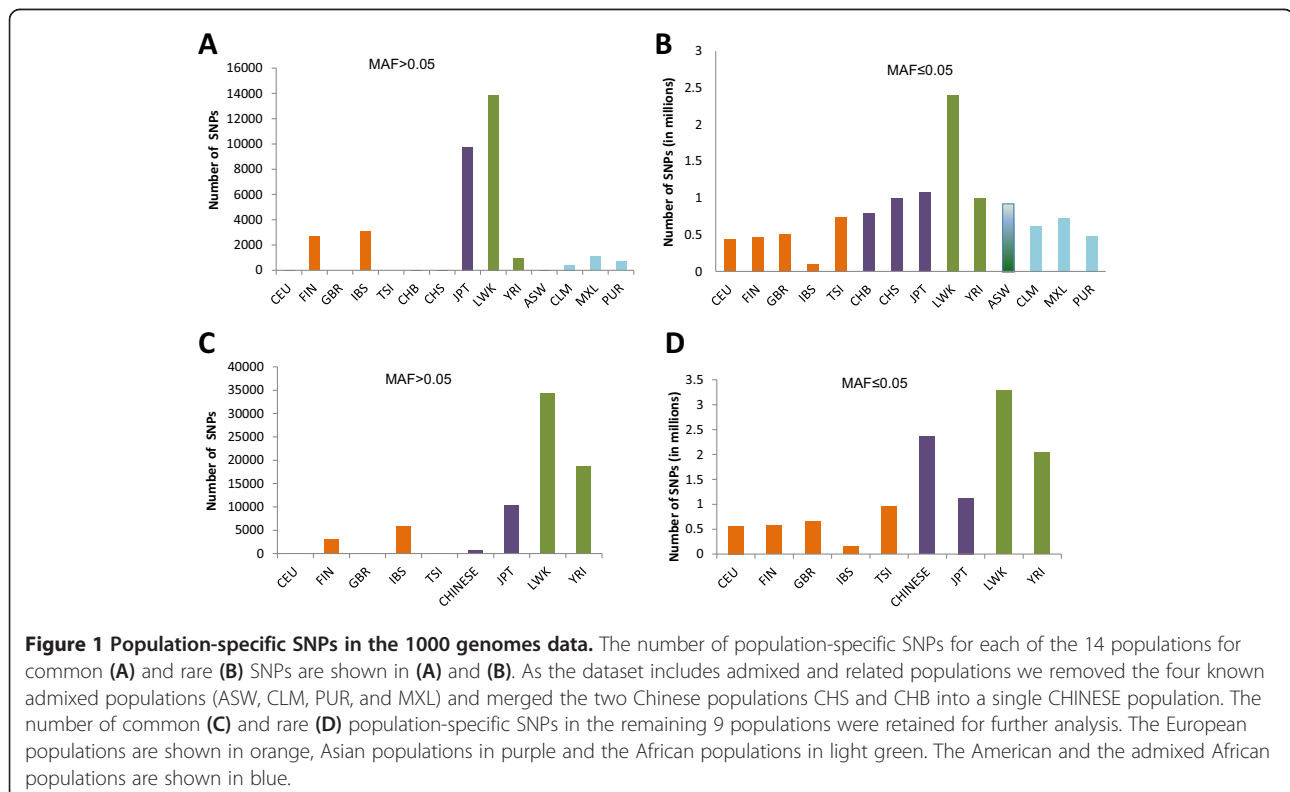 A
MAF>0.05
Number of SNPs
16000
14000
12000
10000
8000
6000
4000
2000
0
CEU
FIN
GBR
IBS
TSI
CHB
CHS
JPT
LWK
YRI
ASW
CLM
MXL
PUR
B
MAF≤0.05
Number of SNPs (in millions)
3
2.5
2
1.5
1
0.5
0
CEU
FIN
GBR
IBS
TSI
CHB
CHS
JPT
LWK
YRI
ASW
CLM
MXL
PUR
C
MAF>0.05
Number of SNPs
40000
35000
30000
25000
20000
15000
10000
5000
0
CEU
FIN
GBR
IBS
TSI
CHINESE
JPT
LWK
YRI
D
MAF≤0.05
Number of SNPs (in millions)
3.5
3
2.5
2
1.5
1
0.5
0
CEU
FIN
GBR
IBS
TSI
CHINESE
JPT
LWK
YRI
Figure 1 Population-specific SNPs in the 1000 genomes data. The number of population-specific SNPs for each of the 14 populations for
common (A) and rare (B) SNPs are shown in (A) and (B). As the dataset includes admixed and related populations we removed the four known
admixed populations (ASW, CLM, PUR, and MXL) and merged the two Chinese populations CHS and CHB into a single CHINESE population. The
number of common (C) and rare (D) population-specific SNPs in the remaining 9 populations were retained for further analysis. The European
populations are shown in orange, Asian populations in purple and the African populations in light green. The American and the admixed African
populations are shown in blue.